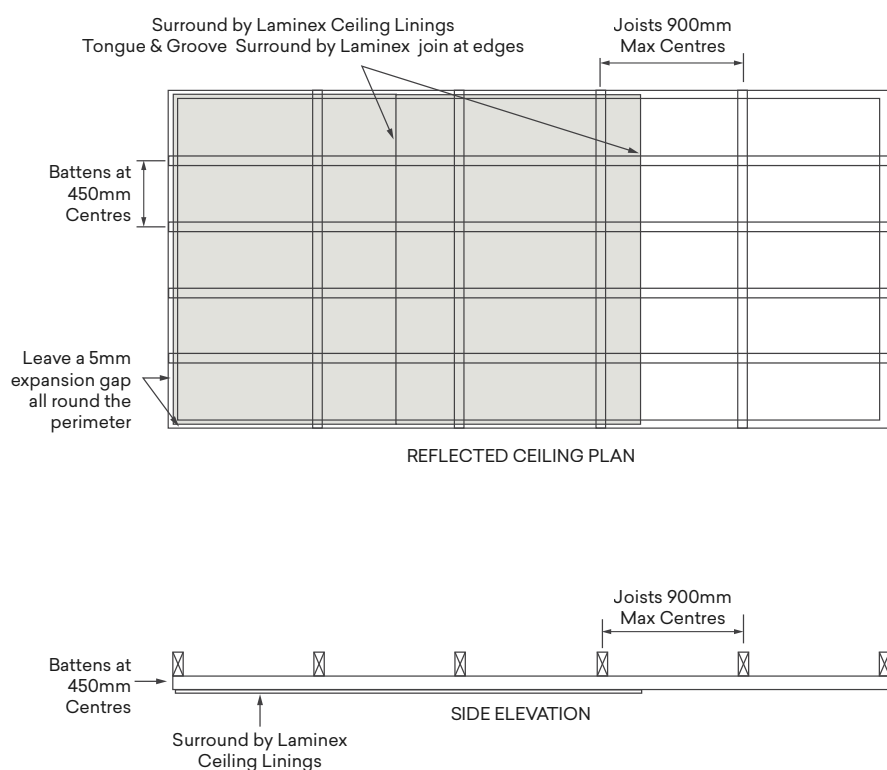 Surround by Laminex Ceiling Linings
Tongue & Groove  Surround by Laminex  join at edges
Joists 900mm
Max Centres
Battens at
450mm
Centres
Leave a 5mm
expansion gap
all round the
perimeter
REFLECTED CEILING PLAN
Joists 900mm
Max Centres
Battens at
450mm
Centres
SIDE ELEVATION
Surround by Laminex
Ceiling Linings